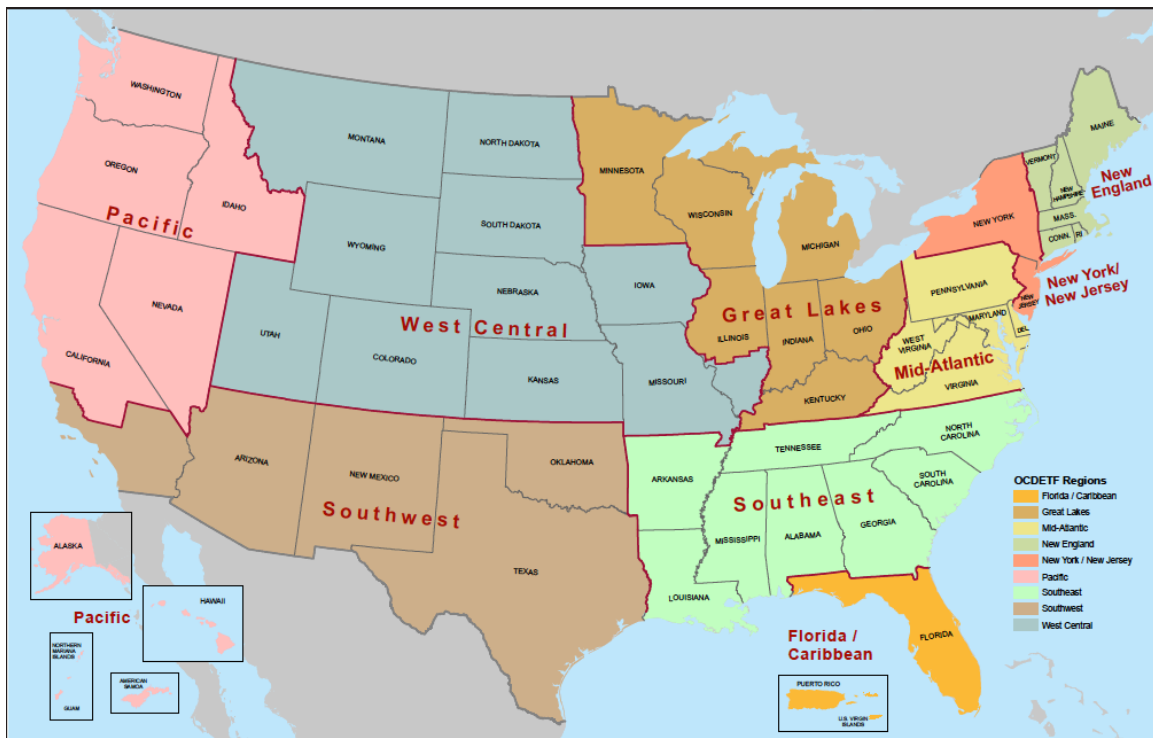 WASHINGTON
MONTANA
NORTH DAKOTA
MINNESOTA
MAINE
VERMONT
NEW
HAMPSHIRE
New
England
OREGON
IDAHO
Pacific
WYOMING
SOUTH DAKOTA
WISCONSIN
MICHIGAN
NEW YORK
MASS.
CONN.
RI
New York/
New Jersey
NEVADA
UTAH
CALIFORNIA
NEBRASKA
IOWA
West Central
COLORADO
KANSAS
MISSOURI
Great Lakes
ILLINOIS
INDIANA
OHIO
KENTUCKY
PENNSYLVANIA
NEW
JERSEY
MARYLAND
DEL
WEST
VIRGINIA
Mid-Atlantic
VIRGINIA
ARIZONA
NEW MEXICO
OKLAHOMA
Southwest
TEXAS
ARKANSAS
TENNESSEE
NORTH
CAROLINA
SOUTH
CAROLINA
Southeast
MISSISSIPPI
ALABAMA
GEORGIA
LOUISIANA
OCDETF Regions
Florida / Caribbean
Great Lakes
Mid-Atlantic
New England
New York / New Jersey
Pacific
Southeast
Southwest
West Central
ALASKA
HAWAII
Pacific
NORTHERN
MARIANA
ISLANDS
GUAM
AMERICAN
SAMOA
Florida /
Caribbean
FLORIDA
PUERTO RICO
U.S. VIRGIN
ISLANDS